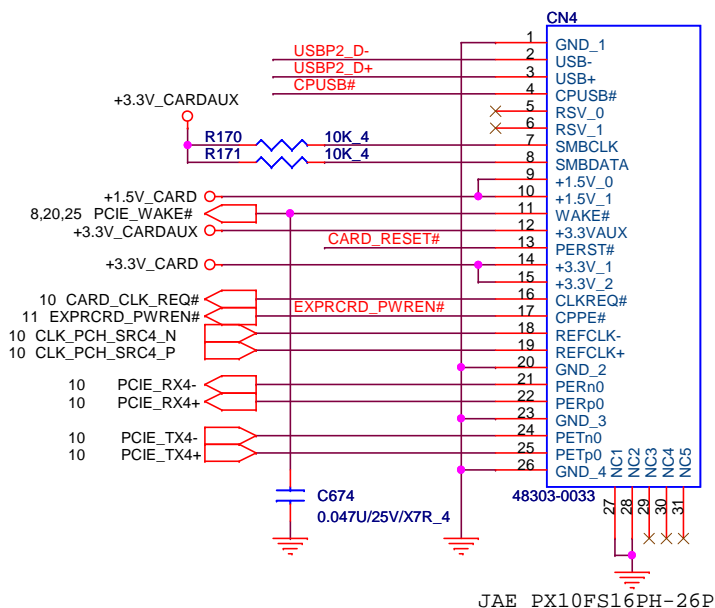 CN4
1 GND_1
USBP2_D- 2 USB-
USBP2_D+ 3 USB+
CPUSB# 4 CPUSB#
+3.3V_CARDAUX
5 RSV_0
6 RSV_1
R170 10K_4 7 SMBCLK
R171 10K_4 8 SMBDATA
9 +1.5V_0
+1.5V_CARD 10 +1.5V_1
8,20,25 PCIE_WAKE# 11 WAKE#
+3.3V_CARDAUX 12 +3.3VAUX
CARD_RESET# 13 PERST#
+3.3V_CARD 14 +3.3V_1
15 +3.3V_2
10 CARD_CLK_REQ# 16 CLKREQ#
11 EXPRCRD_PWREN# EXPRCRD_PWREN# 17 CPPE#
10 CLK_PCH_SRC4_N 18 REFCLK-
10 CLK_PCH_SRC4_P 19 REFCLK+
20 GND_2
10 PCIE_RX4- 21 PERn0
10 PCIE_RX4+ 22 PERp0
23 GND_3
10 PCIE_TX4- 24 PETn0
10 PCIE_TX4+ 25 PETp0
26 GND_4
NC1 NC2 NC3 NC4 NC5
48303-0033
27 28 29 30 31
C674
0.047U/25V/X7R_4
JAE PX10FS16PH-26P